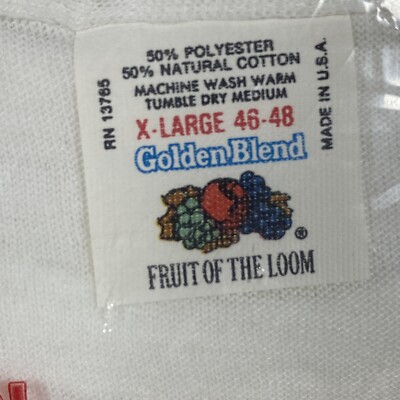 50% POLYESTER
50% NATURAL COTTON
MACHINE WASH WARM
TUMBLE DRY MEDIUM
X-LARGE 46-48
Golden Blend
®
FRUIT OF THE LOOM
RN 13765
MADE IN U.S.A.